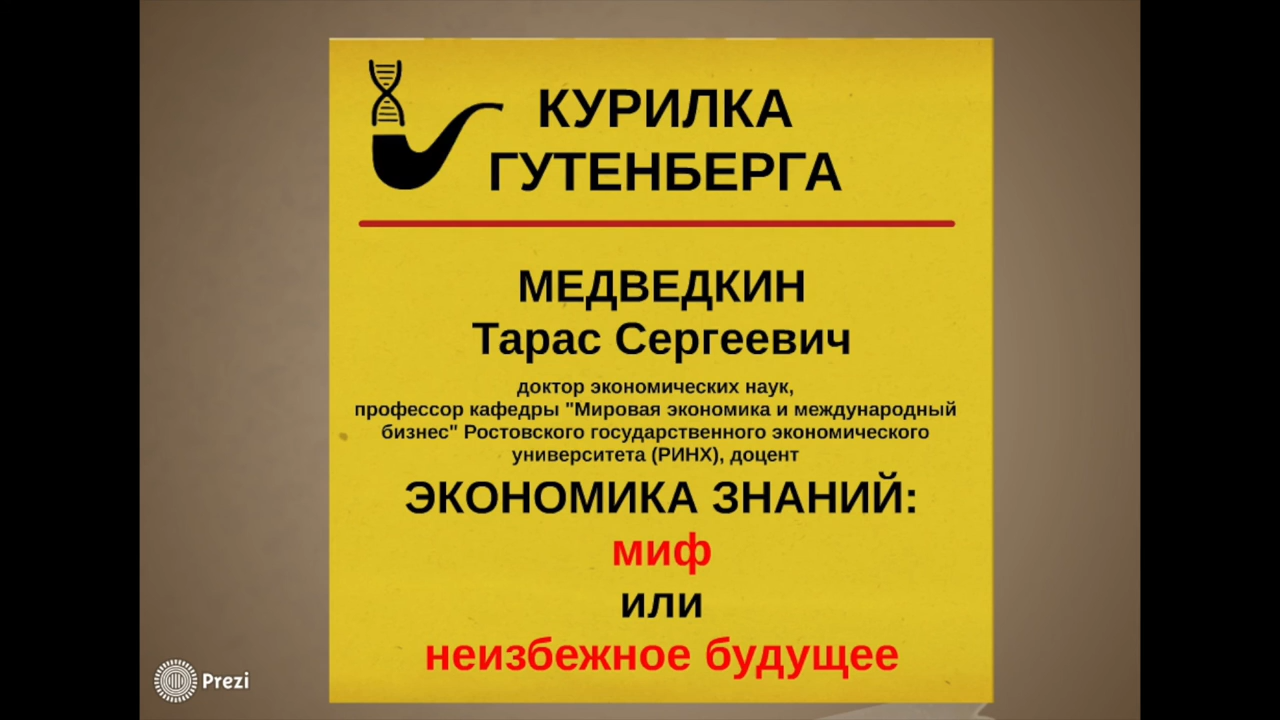 КУРИЛКА
ГУТЕНБЕРГА
МЕДВЕДКИН
Тарас Сергеевич
доктор экономических наук,
профессор кафедры "Мировая экономика и международный
бизнес" Ростовского государственного экономического
университета (РИНХ), доцент
ЭКОНОМИКА ЗНАНИЙ:
миф
или
неизбежное будущее
Prezi